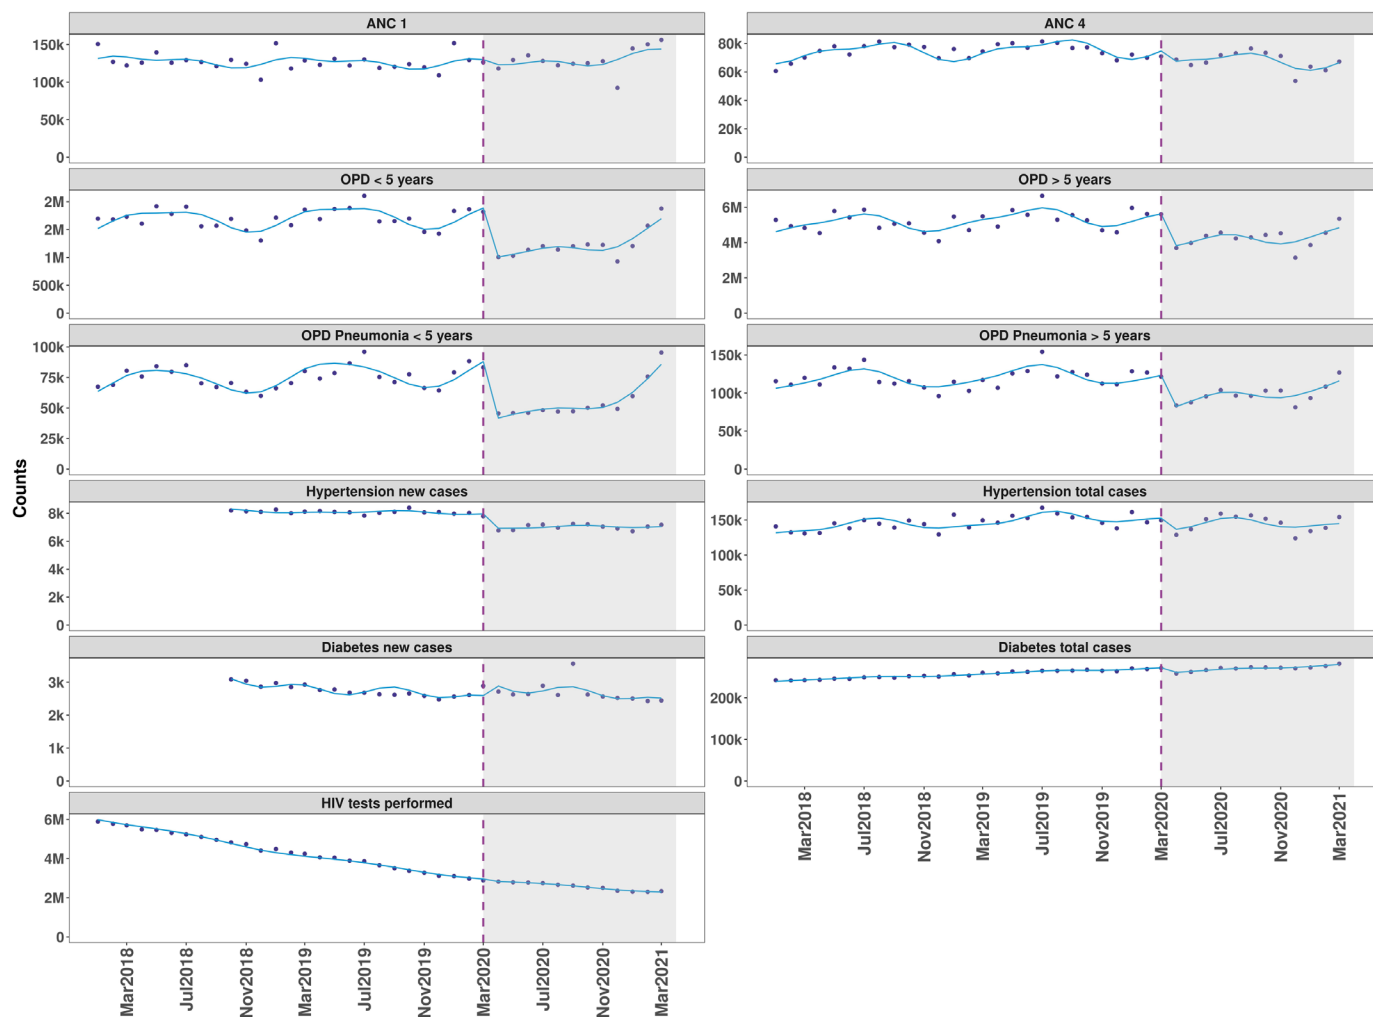 Counts
ANC 1
150k
100k
50k
0
ANC 4
80k
60k
40k
20k
0
OPD < 5 years
2M
2M
1M
500k
0
OPD > 5 years
6M
4M
2M
0
OPD Pneumonia < 5 years
100k
75k
50k
25k
0
OPD Pneumonia > 5 years
150k
100k
50k
0
Hypertension new cases
8k
6k
4k
2k
0
Hypertension total cases
150k
100k
50k
0
Diabetes new cases
3k
2k
1k
0
Diabetes total cases
200k
100k
0
Mar2018
Jul2018
Nov2018
Mar2019
Jul2019
Nov2019
Mar2020
Jul2020
Nov2020
Mar2021
HIV tests performed
6M
4M
2M
0
Mar2018
Jul2018
Nov2018
Mar2019
Jul2019
Nov2019
Mar2020
Jul2020
Nov2020
Mar2021